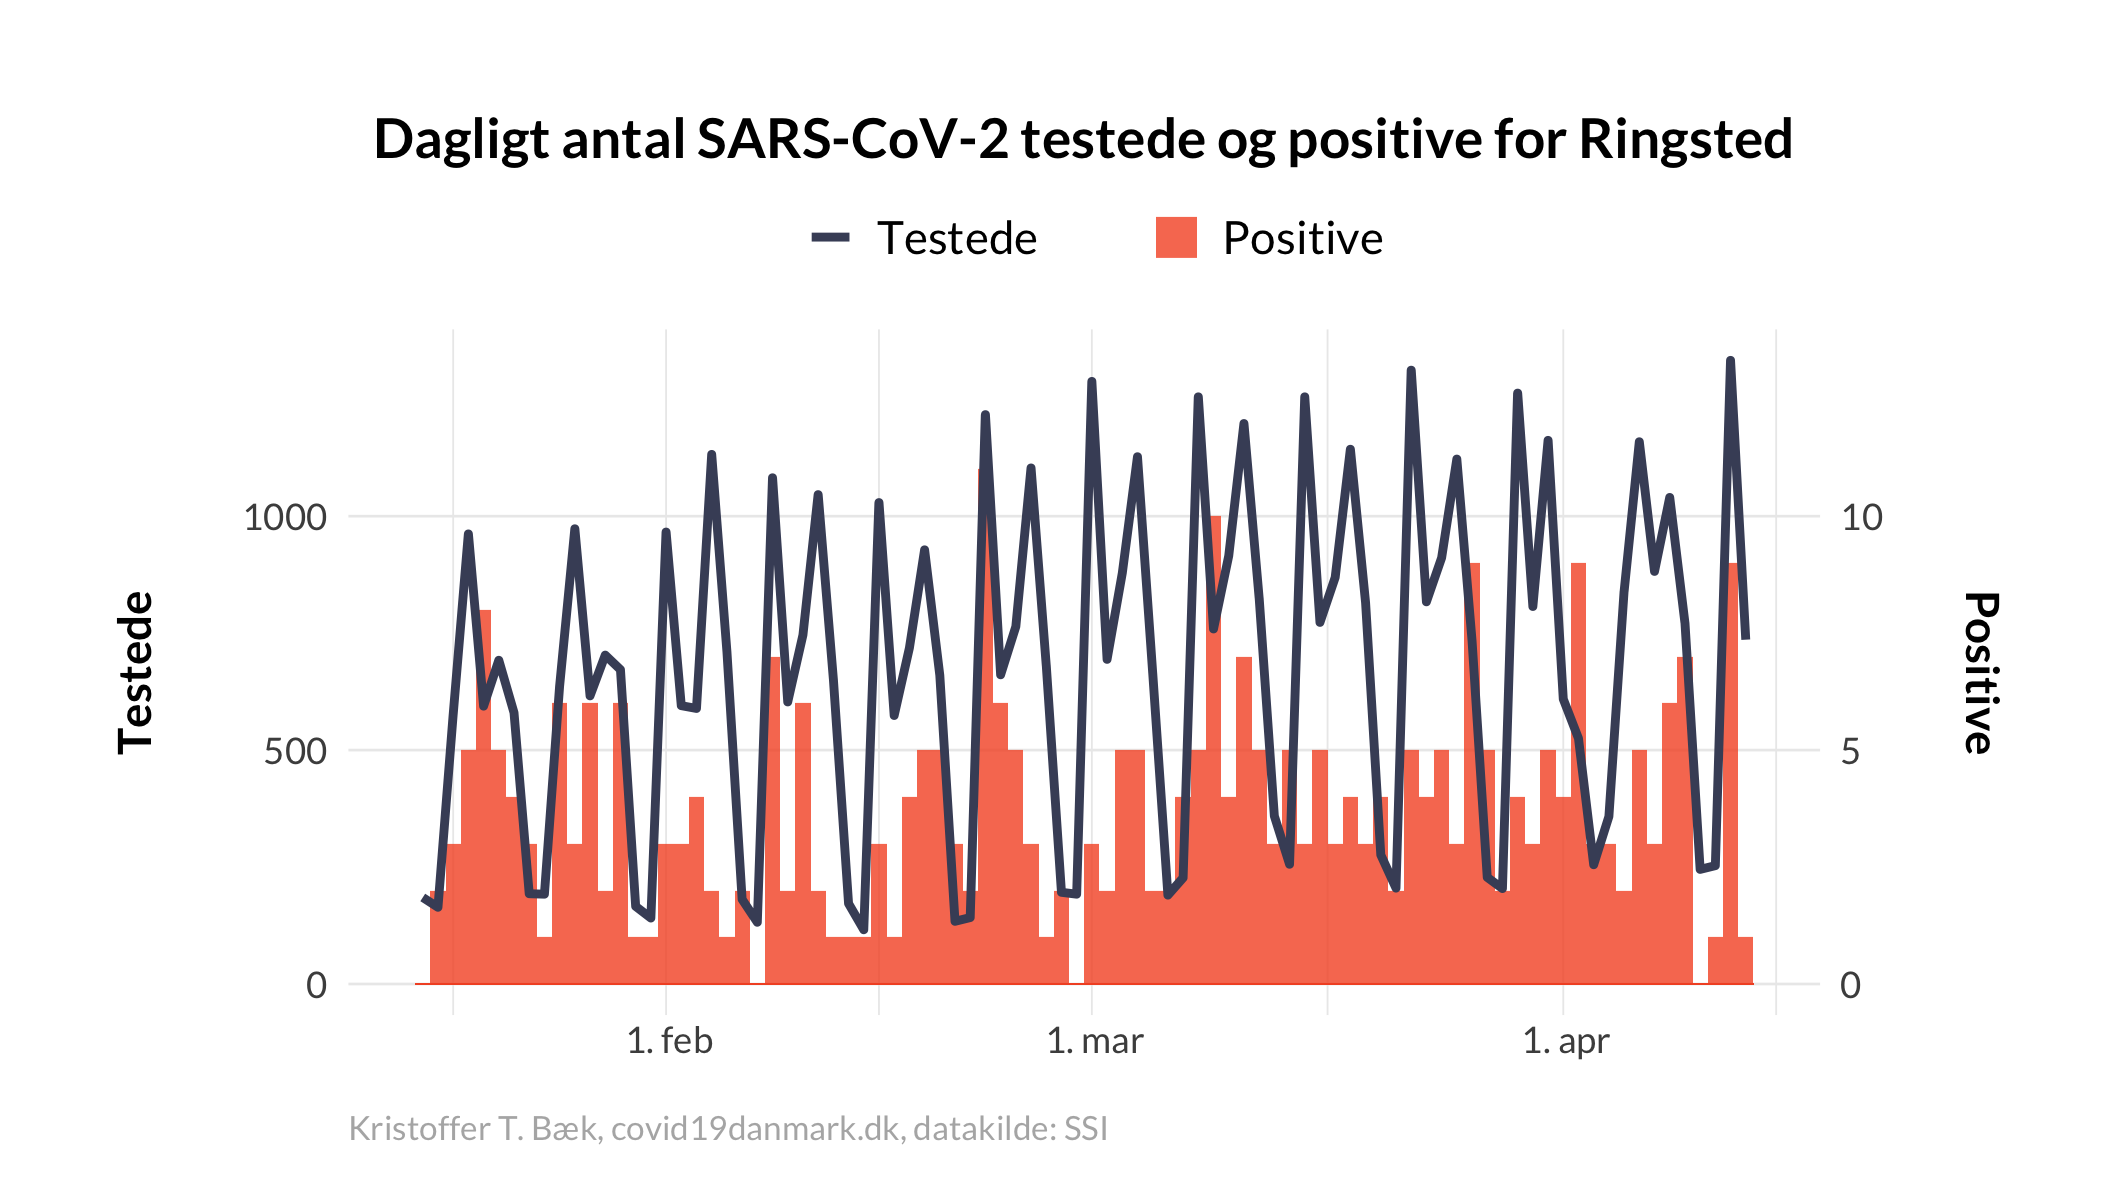 Dagligt antal SARS-CoV-2 testede og positive for Ringsted
Testede
Positive
Testede
1000
500
0
10
5
0
Positive
1. feb
1. mar
1. apr
Kristoffer T. Bæk, covid19danmark.dk, datakilde: SSI